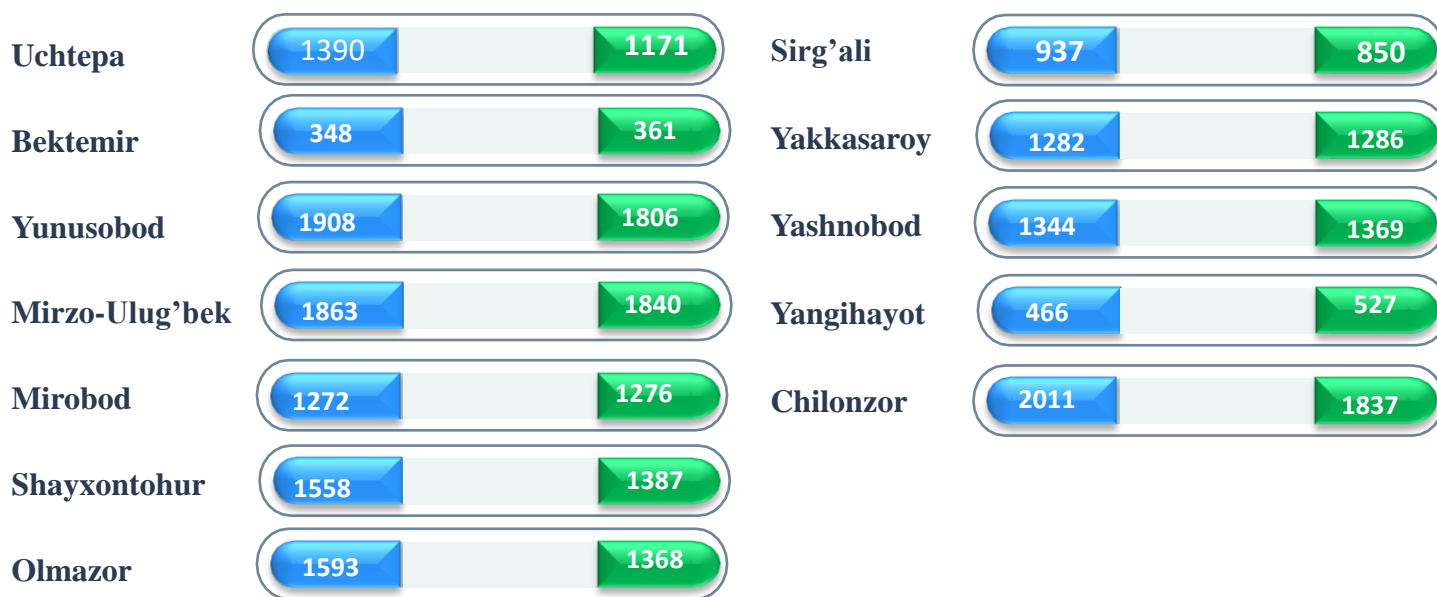 Uchtepa 1390 1171
Bektemir 348 361
Yunusobod 1908 1806
Mirzo-Ulug’bek 1863 1840
Mirobod 1272 1276
Shayxontohur 1558 1387
Olmazor 1593 1368
Sirg’ali 937 850
Yakkasaroy 1282 1286
Yashnobod 1344 1369
Yangihayot 466 527
Chilonzor 2011 1837